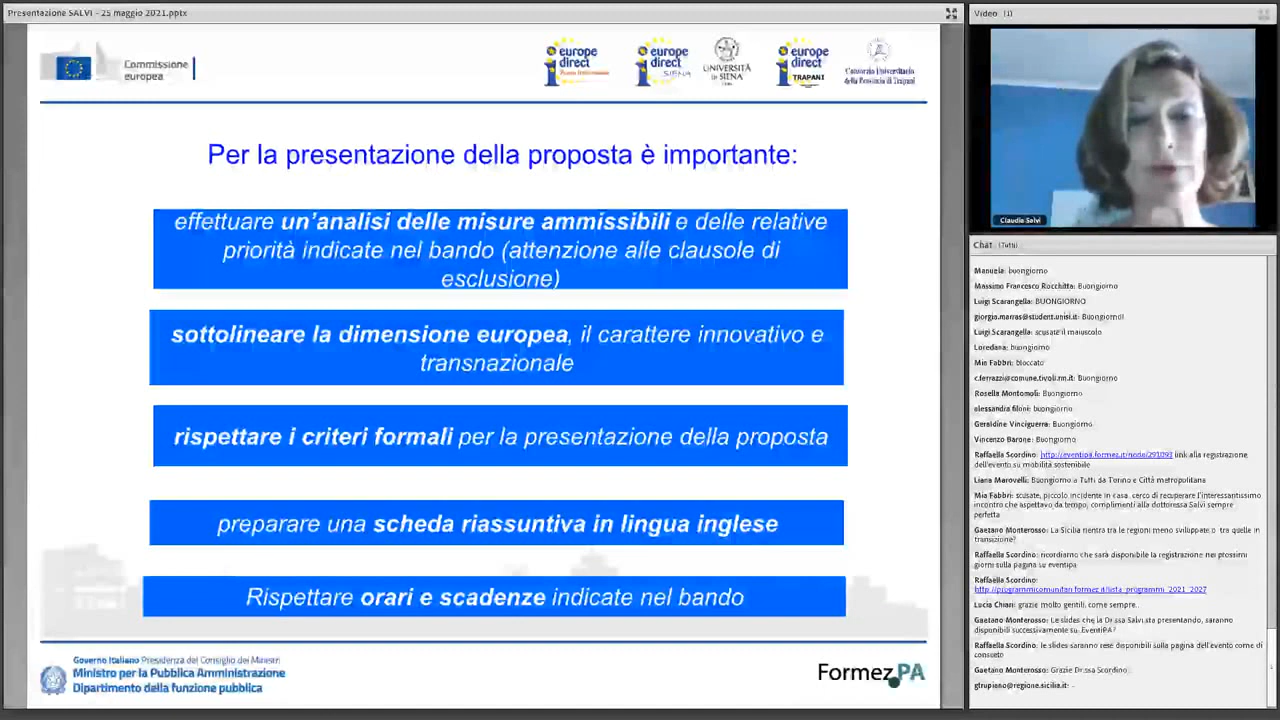 Presentazione SALVI - 25 maggio 2021.pptx
Commissione
europea
europe
direct
europe
direct
SIENA
UNIVERSITÀ
DI SIENA
europe
direct
TRAPANI
Consorzio Universitario
della Provincia di Trapani
Per la presentazione della proposta è importante:
effettuare un'analisi delle misure ammissibili e delle relative
priorità indicate nel bando (attenzione alle clausole di
esclusione)
sottolineare la dimensione europea, il carattere innovativo e
transnazionale
rispettare i criteri formali per la presentazione della proposta
preparare una scheda riassuntiva in lingua inglese
Rispettare orari e scadenze indicate nel bando
Governo Italiano Presidenza del Consiglio dei Ministri
Ministro per la Pubblica Amministrazione
Dipartimento della funzione pubblica
Formez PA
Video (1)
Claudia Salvi
Chat (Tutti)
Manuela: buongiorno
Massimo Francesco Rocchitta: Buongiorno
Luigi Scarangella: BUONGIORNO
giorgia.marras@student.unisi.it: Buongiorno!
Luigi Scarangella: scusate il maiuscolo
Loredana: buongiorno
Mia Fabbri: bloccato
c.ferrazzi@comune.tivoli.rm.it: Buongiorno
Rosella Montomoli: Buongiorno
alessandra filoni: buongiorno
Geraldine Vinciguerra: Buongiorno
Vincenzo Barone: Buongiorno
Raffaella Scordino: link alla registrazione
dell'evento su mobilità sostenibile
Liana Marovelli: Buongiorno a Tutti da Torino e Città metropolitana
Mia Fabbri: scusate, piccolo incidente in casa. cerco di recuperare l'interessantissimo
incontro che aspettavo da tempo, complimenti alla dottoressa Salvi sempre
perfetta
Gaetano Monterosso: La Sicilia rientra tra le regioni meno sviluppate o tra quelle in
transizione?
Raffaella Scordino: ricordiamo che sarà disponibile la registrazione nei prossimi
giorni sulla pagina su eventipa
Raffaella Scordino:
http://programmicomunitari.formez.it/lista_programmi_2021_2027
Lucia Chiari: grazie molto gentili, come sempre..
Gaetano Monterosso: Le slides che la Dr.ssa Salvi sta presentando, saranno
disponibili successivamente su EventiPA?
Raffaella Scordino: le slides saranno rese disponibili sulla pagina dell'evento come di
consueto
Gaetano Monterosso: Grazie Dr.ssa Scordino
gtrupiano@regione.sicilia.it: -